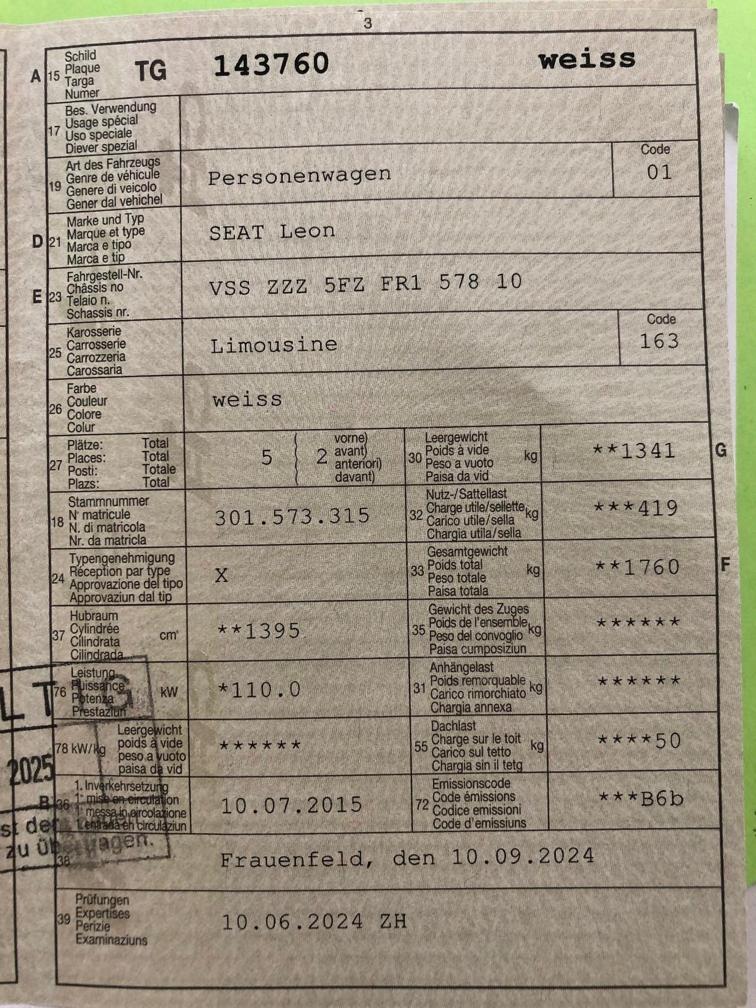 3
A 15 Schild
Plaque
Targa
Numer
TG 143760 weiss
17 Bes. Verwendung
Usage spécial
Uso speciale
Diever spezial
19 Art des Fahrzeugs
Genre de véhicule
Genere di veicolo
Gener dal vehichel
Personenwagen
Code
01
D 21 Marke und Typ
Marque et type
Marca e tipo
Marca e tip
SEAT Leon
E 23 Fahrgestell-Nr.
Châssis no
Telaio n.
Schassis nr.
VSS ZZZ 5FZ FR1 578 10
25 Karosserie
Carrosserie
Carrozzeria
Carossaria
Limousine
Code
163
26 Farbe
Couleur
Colore
Colur
weiss
27 Plätze: Total
Places: Total
Posti: Totale
Plazs: Total
5 ( 2 vorne)
avant)
anteriori)
davant)
30 Leergewicht
Poids à vide
Peso a vuoto
Paisa da vid
kg
**1341
G
18 Stammnummer
N° matricule
N. di matricola
Nr. da matricla
301.573.315
32 Nutz-/Sattellast
Charge utile/sellette
Carico utile/sella
Chargia utila/sella
kg
***419
24 Typengenehmigung
Réception par type
Approvazione del tipo
Approvaziun dal tip
X
33 Gesamtgewicht
Poids total
Peso totale
Paisa totala
kg
**1760
F
37 Hubraum
Cylindrée
Cilindrata
Cilindrada
cm³
**1395
35 Gewicht des Zuges
Poids de l'ensemble
Peso del convoglio
Paisa cumposiziun
kg
******
76 Leistung
Puissance
Potenza
Prestaziun
kW
*110.0
31 Anhängelast
Poids remorquable
Carico rimorchiato
Chargia annexa
kg
******
78 kW/kg
Leergewicht
poids à vide
peso a vuoto
paisa da vid
******
55 Dachlast
Charge sur le toit
Carico sul tetto
Chargia sin il tetg
kg
****50
B 36 1. Inverkehrsetzung
1re mise en circulation
1a messa in circolazione
1. entrada en circulaziun
10.07.2015
72 Emissionscode
Code émissions
Codice emissioni
Code d'emissiuns
***B6b
38
Frauenfeld, den 10.09.2024
39 Prüfungen
Expertises
Perizie
Examinaziuns
10.06.2024 ZH
2025